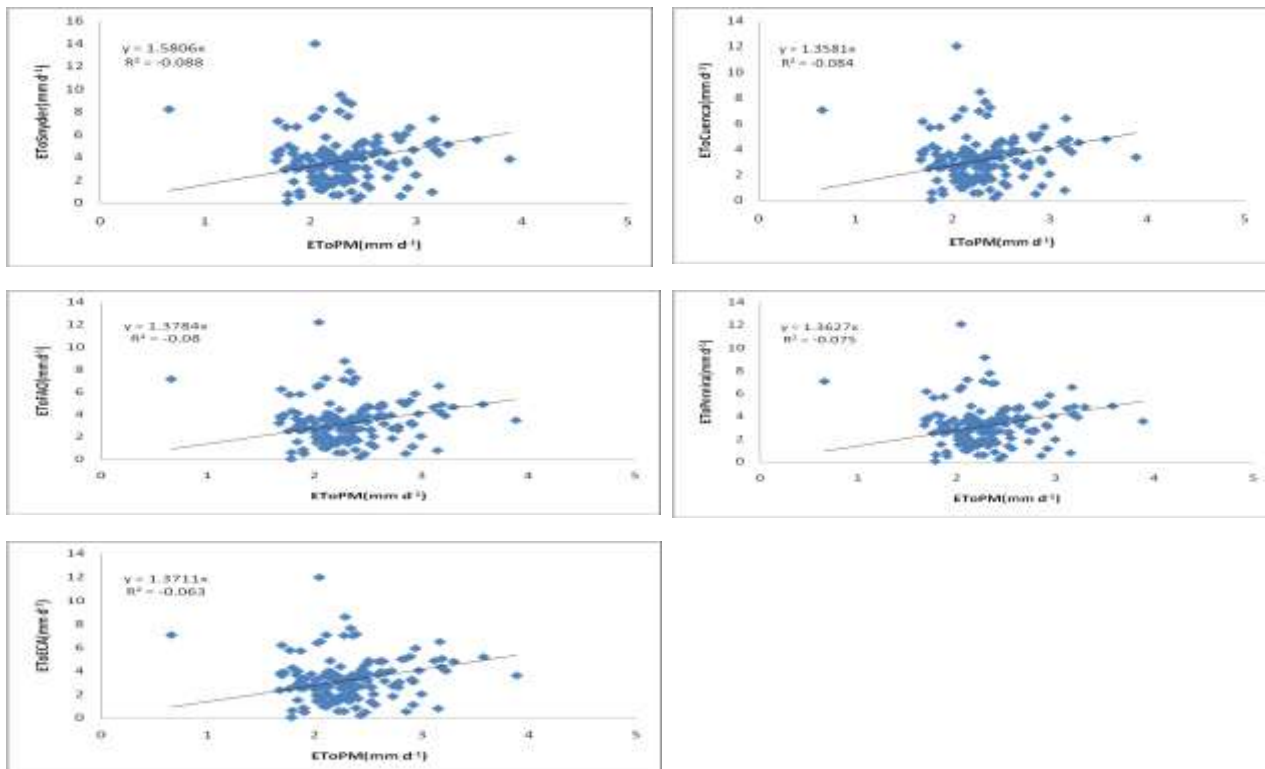 16
14
12
10
8
6
4
2
0
EToSnyder(mm d-1)
y = 1.5806x
R² = -0.088
0 1 2 3 4 5
EToPM(mm d-1)
14
12
10
8
6
4
2
0
EToCuenca(mm d-1)
y = 1.3581x
R² = -0.084
0 1 2 3 4 5
EToPM(mm d-1)
14
12
10
8
6
4
2
0
EToFAO(mm d-1)
y = 1.3784x
R² = -0.08
0 1 2 3 4 5
EToPM(mm d-1)
14
12
10
8
6
4
2
0
EToPereira(mm d-1)
y = 1.3627x
R² = -0.075
0 1 2 3 4 5
EToPM(mm d-1)
14
12
10
8
6
4
2
0
EToECA(mm d-1)
y = 1.3711x
R² = -0.063
0 1 2 3 4 5
EToPM(mm d-1)